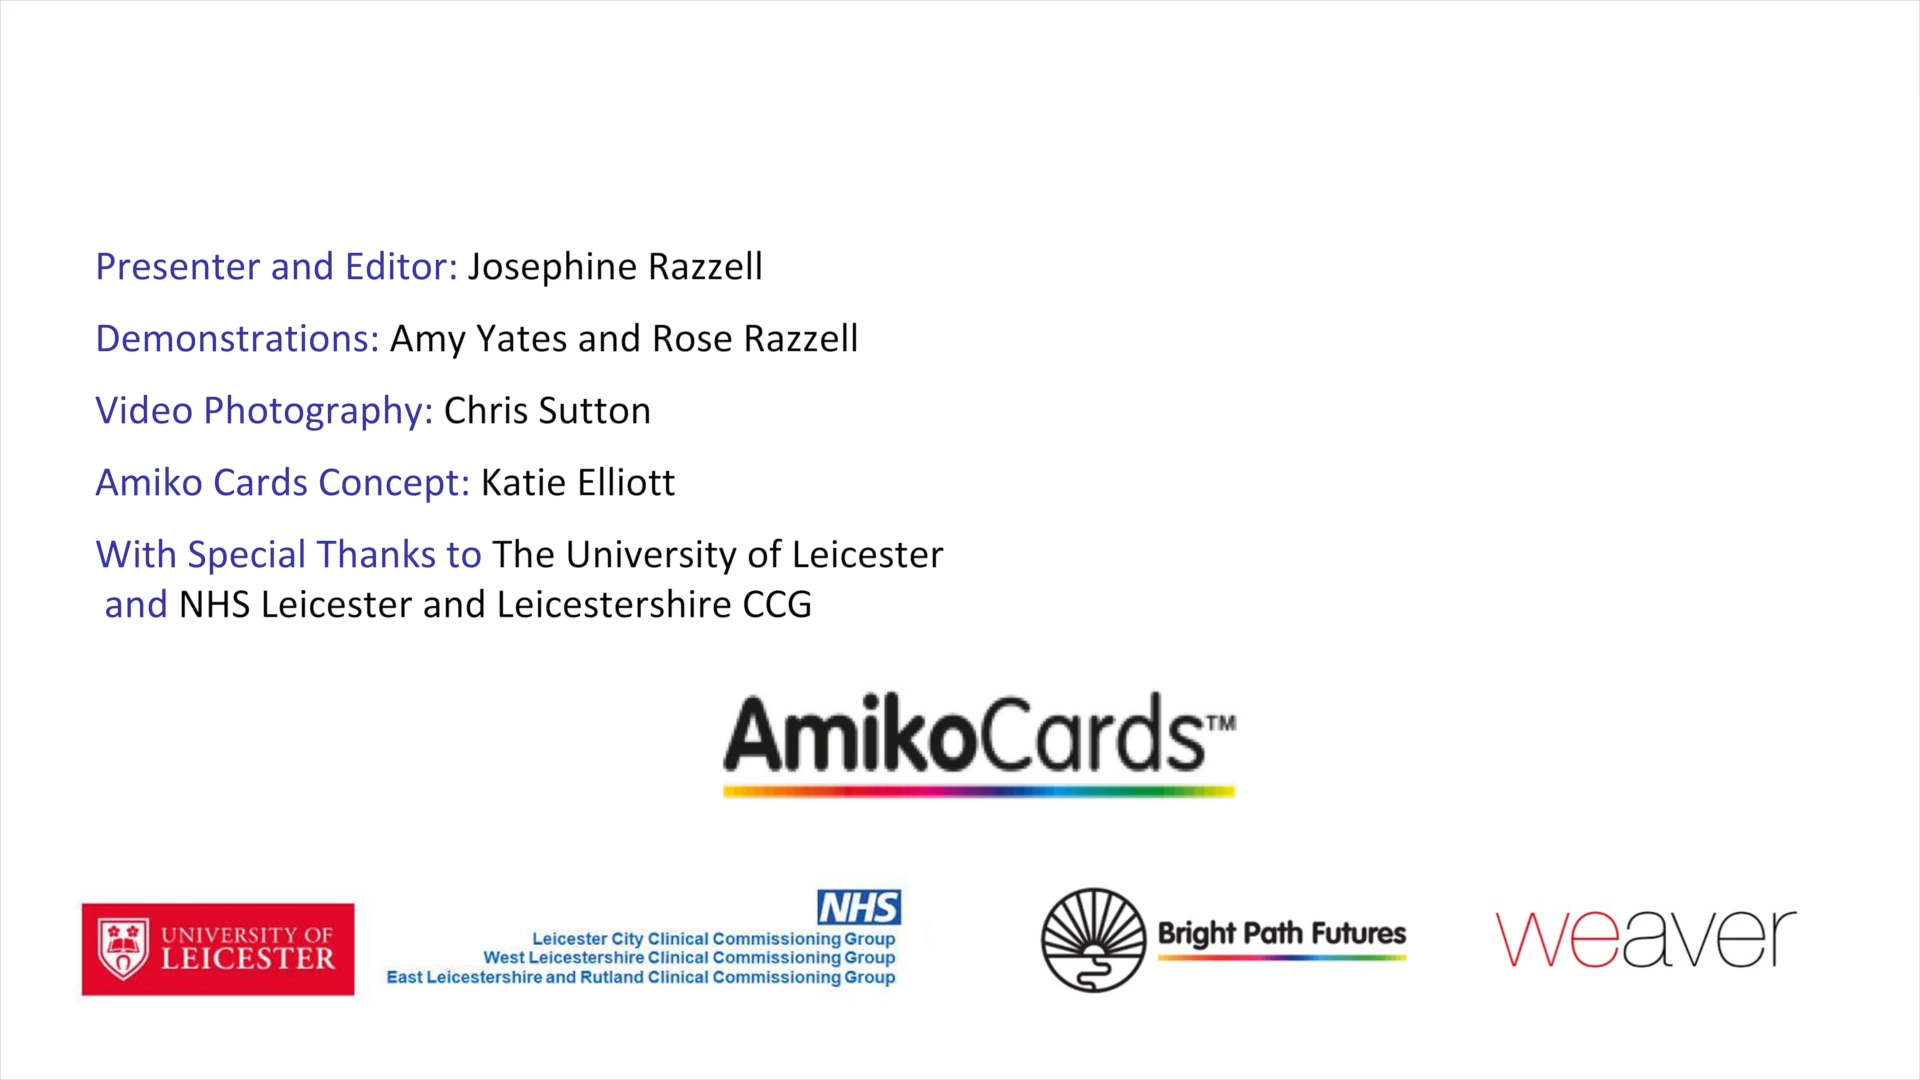 Presenter and Editor: Josephine Razzell
Demonstrations: Amy Yates and Rose Razzell
Video Photography: Chris Sutton
Amiko Cards Concept: Katie Elliott
With Special Thanks to The University of Leicester
and NHS Leicester and Leicestershire CCG
AmikoCards™
UNIVERSITY OF
LEICESTER
NHS
Leicester City Clinical Commissioning Group
West Leicestershire Clinical Commissioning Group
East Leicestershire and Rutland Clinical Commissioning Group
Bright Path Futures
weaver